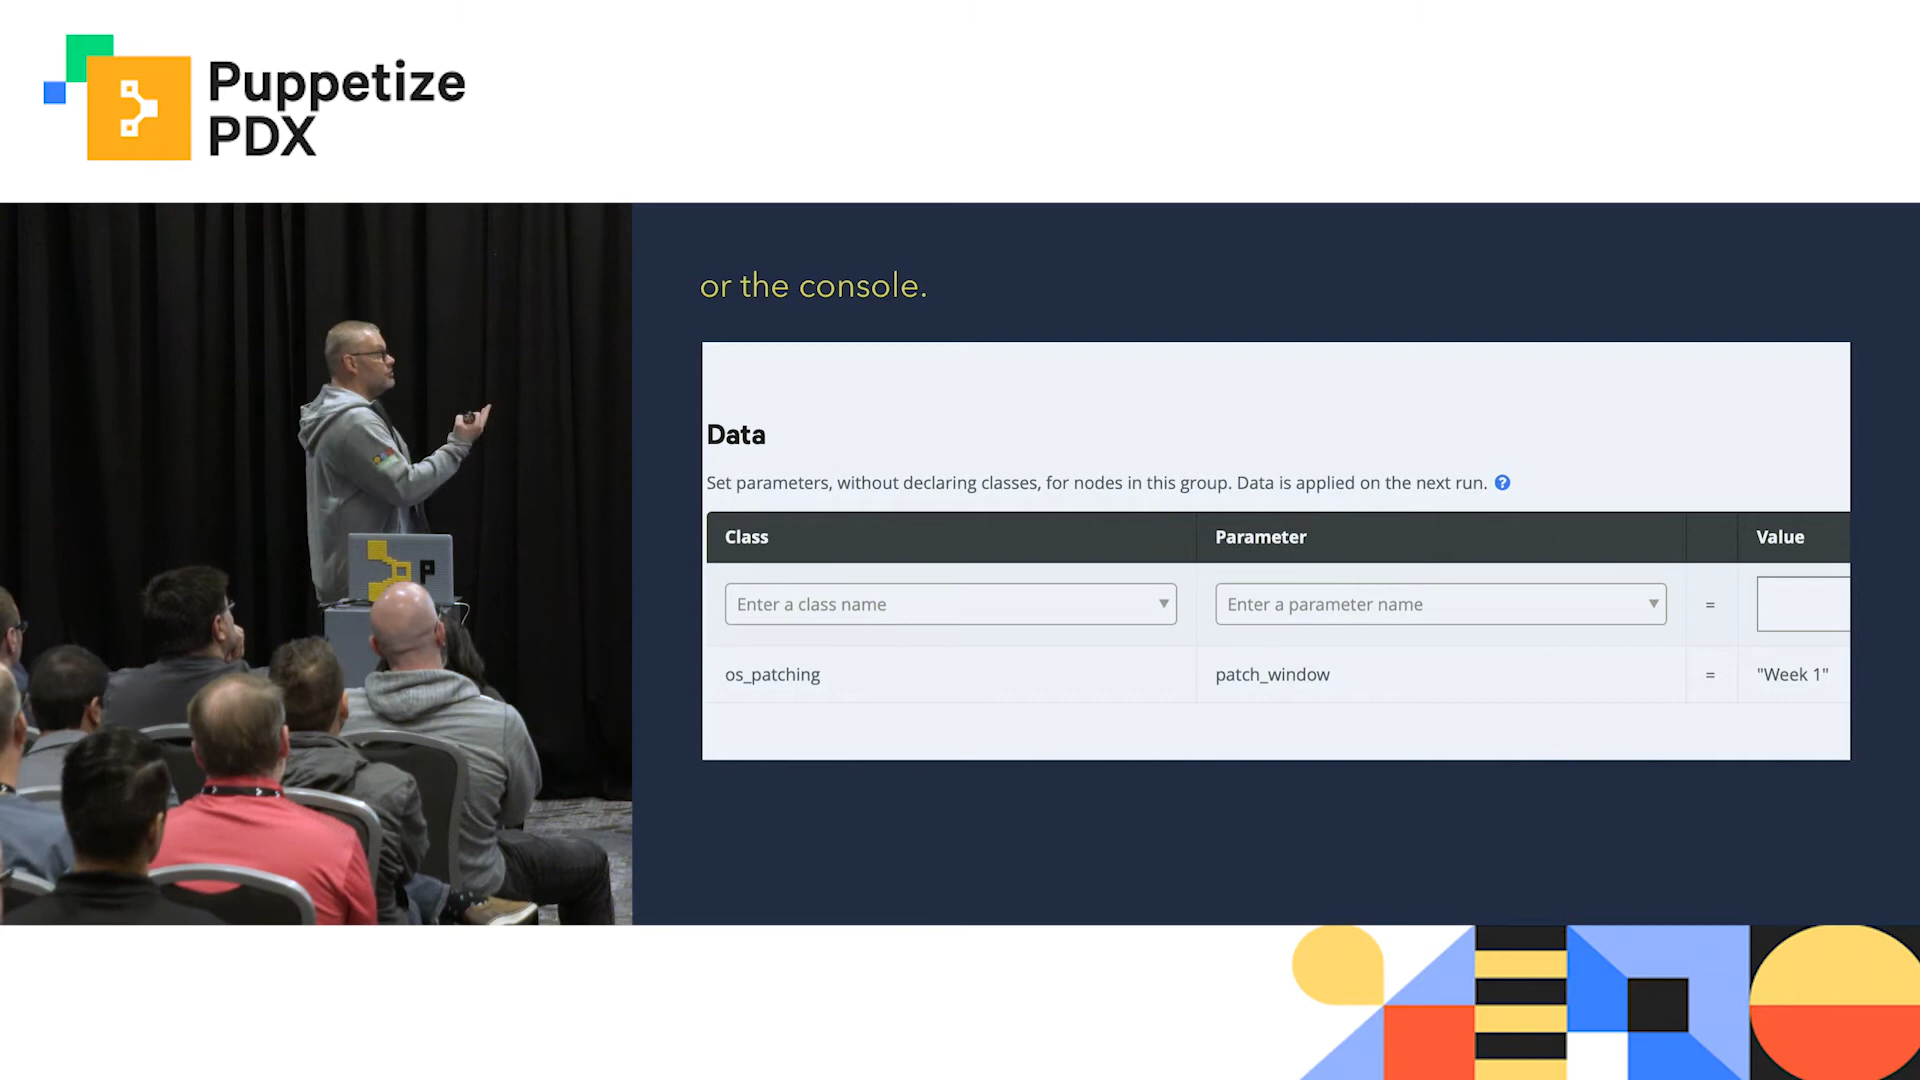 Puppetize
PDX
or the console.
Data
Set parameters, without declaring classes, for nodes in this group. Data is applied on the next run. ?
Class Parameter Value
Enter a class name Enter a parameter name =
os_patching patch_window = "Week 1"
P